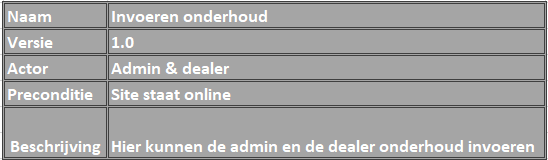 Naam Invoeren onderhoud
Versie 1.0
Actor Admin & dealer
Preconditie Site staat online
Beschrijving Hier kunnen de admin en de dealer onderhoud invoeren